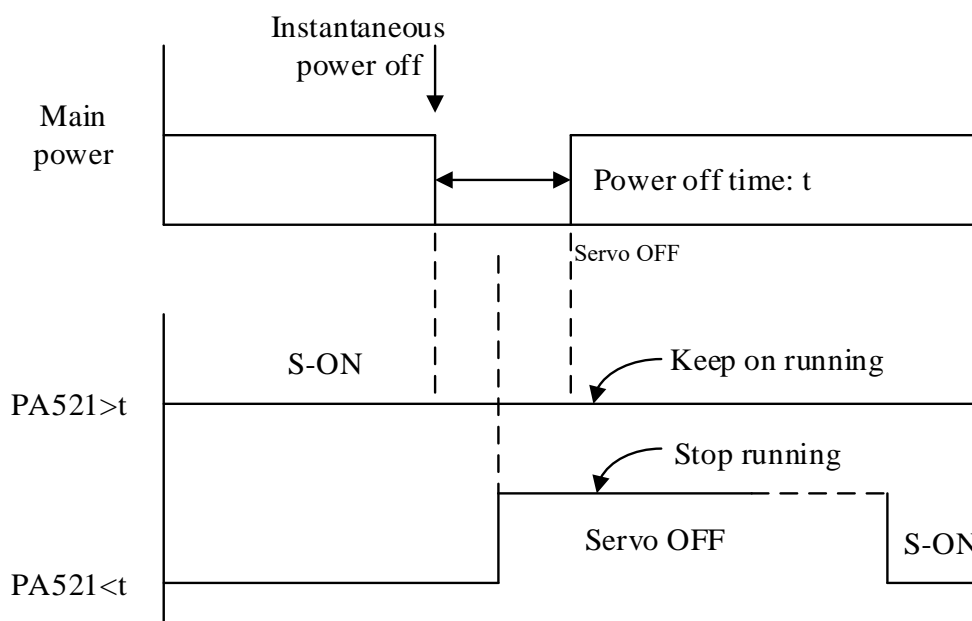 Instantaneous
power off
Main
power
Power off time: t
Servo OFF
S-ON
Keep on running
PA521>t
Stop running
Servo OFF
S-ON
PA521<t